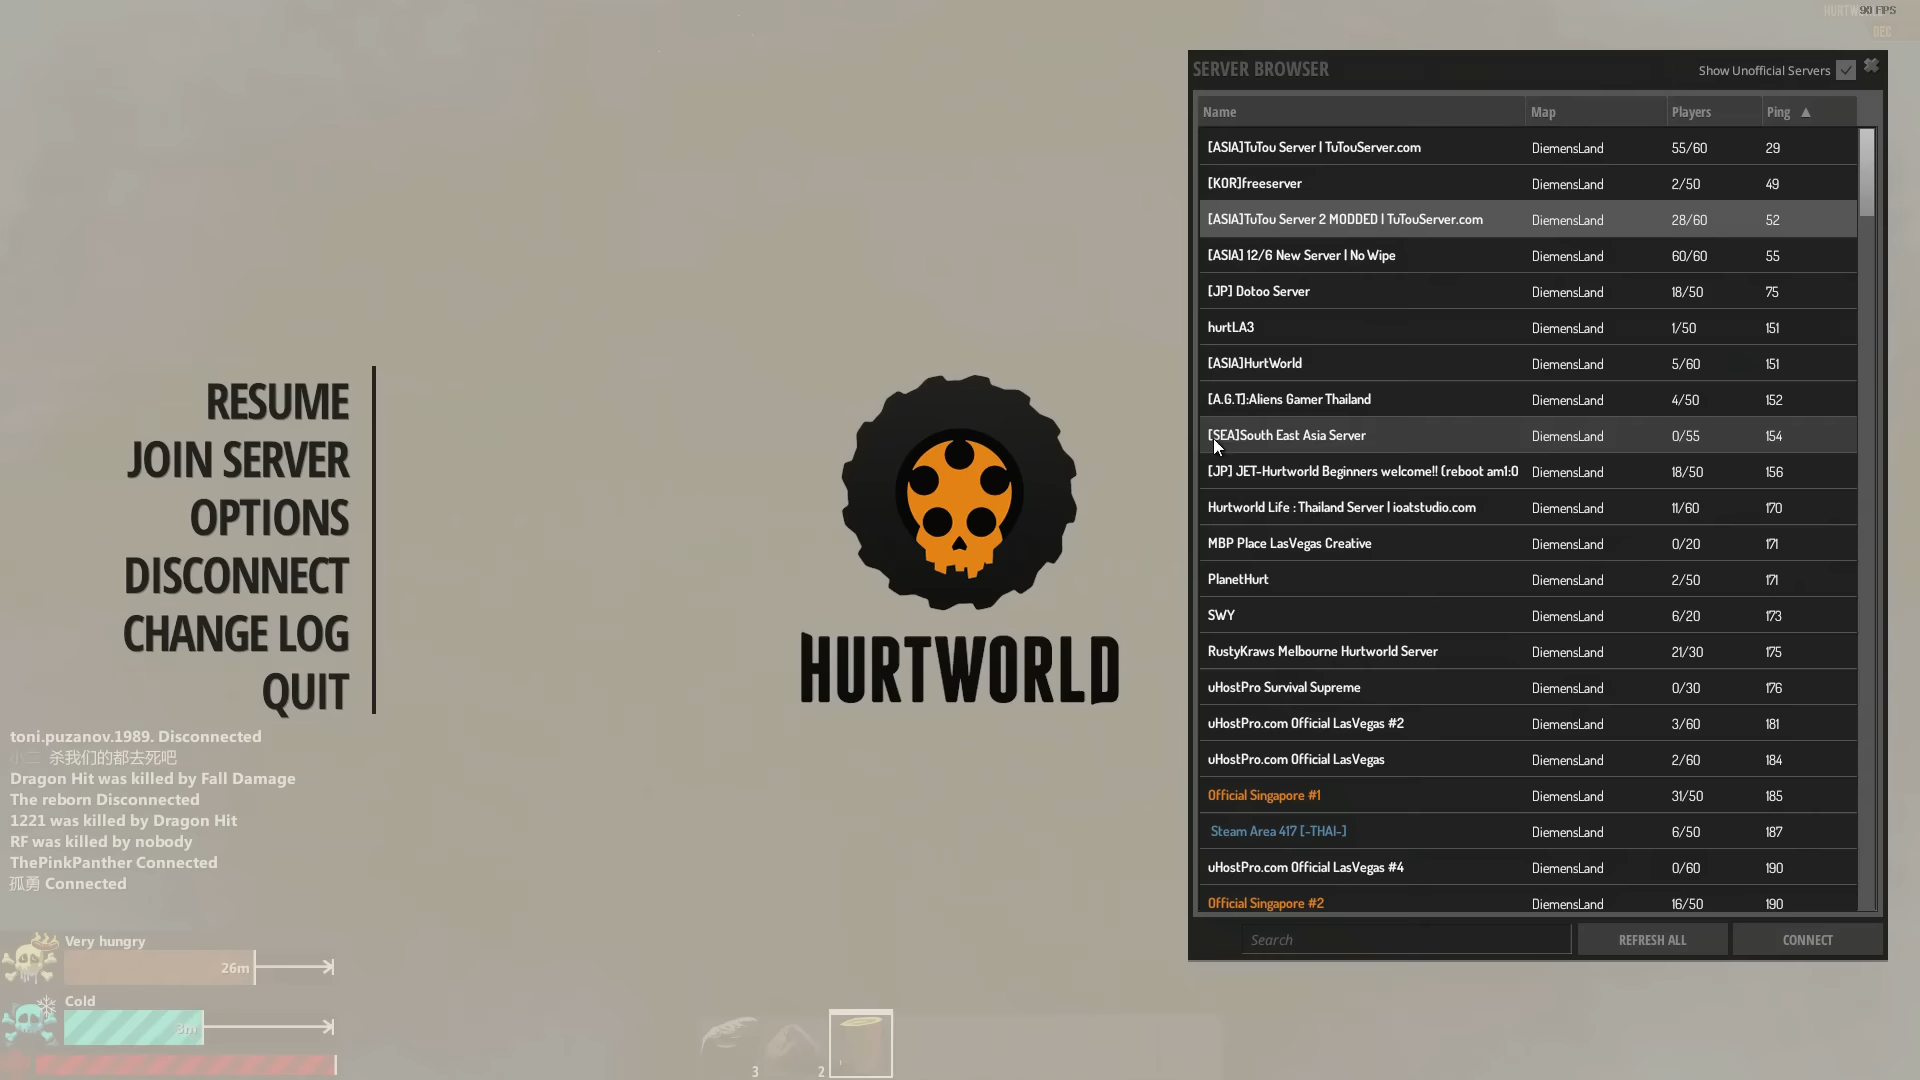 HURTWORLD
90 FPS
DEC
SERVER BROWSER
Show Unofficial Servers
Name Map Players Ping ▲
[ASIA]TuTou Server | TuTouServer.com DiemensLand 55/60 29
[KOR]freeserver DiemensLand 2/50 49
[ASIA]TuTou Server 2 MODDED | TuTouServer.com DiemensLand 28/60 52
[ASIA] 12/6 New Server | No Wipe DiemensLand 60/60 55
[JP] Dotoo Server DiemensLand 18/50 75
hurtLA3 DiemensLand 1/50 151
[ASIA]HurtWorld DiemensLand 5/60 151
[A.G.T]:Aliens Gamer Thailand DiemensLand 4/50 152
[SEA]South East Asia Server DiemensLand 0/55 154
[JP] JET-Hurtworld Beginners welcome!! (reboot am1:0 DiemensLand 18/50 156
Hurtworld Life : Thailand Server | ioatstudio.com DiemensLand 11/60 170
MBP Place LasVegas Creative DiemensLand 0/20 171
PlanetHurt DiemensLand 2/50 171
SWY DiemensLand 6/20 173
RustyKraws Melbourne Hurtworld Server DiemensLand 21/30 175
uHostPro Survival Supreme DiemensLand 0/30 176
uHostPro.com Official LasVegas #2 DiemensLand 3/60 181
uHostPro.com Official LasVegas DiemensLand 2/60 184
Official Singapore #1 DiemensLand 31/50 185
Steam Area 417 [-THAI-] DiemensLand 6/50 187
uHostPro.com Official LasVegas #4 DiemensLand 0/60 190
Official Singapore #2 DiemensLand 16/50 190
Search REFRESH ALL CONNECT
RESUME
JOIN SERVER
OPTIONS
DISCONNECT
CHANGE LOG
QUIT
HURTWORLD
toni.puzanov.1989. Disconnected
小二 杀我们的都去死吧
Dragon Hit was killed by Fall Damage
The reborn Disconnected
1221 was killed by Dragon Hit
RF was killed by nobody
ThePinkPanther Connected
孤勇 Connected
Very hungry
26m
Cold
3m
3 2